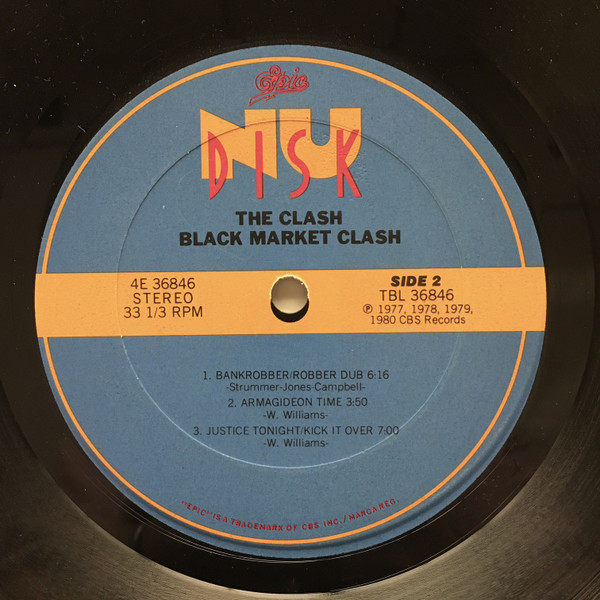 Epic
NU
DISK
THE CLASH
BLACK MARKET CLASH
4E 36846
STEREO
33 1/3 RPM
SIDE 2
TBL 36846
℗ 1977, 1978, 1979,
1980 CBS Records
1. BANKROBBER/ROBBER DUB 6:16
-Strummer-Jones-Campbell-
2. ARMAGIDEON TIME 3:50
-W. Williams-
3. JUSTICE TONIGHT/KICK IT OVER 7:00
-W. Williams-
"EPIC" IS A TRADEMARK OF CBS INC./MARCA REG.